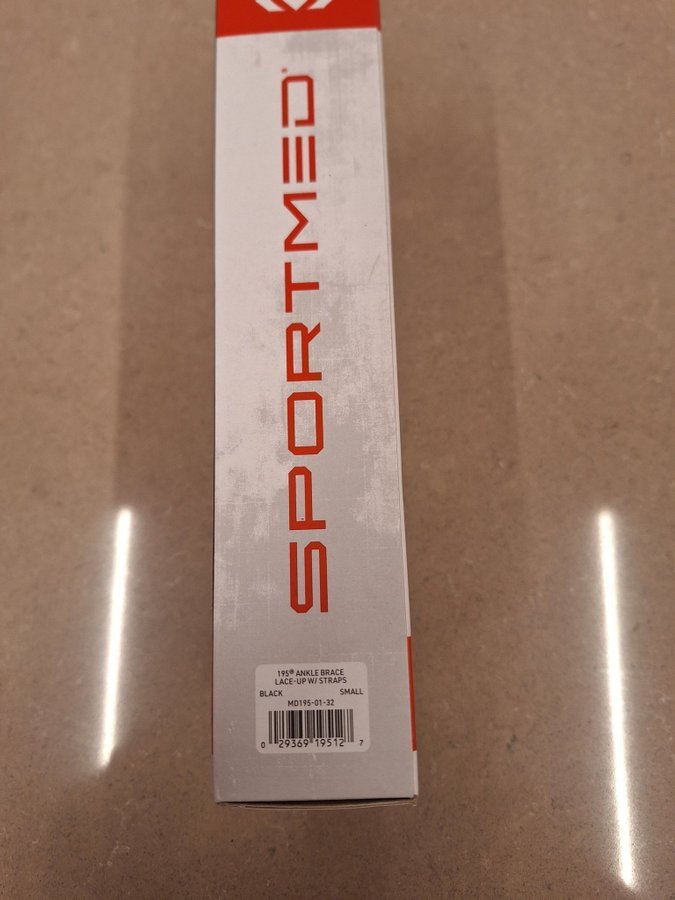 SPORTMED
195® ANKLE BRACE
LACE-UP W/ STRAPS
BLACK SMALL
MD195-01-32
0 29369 19512 7